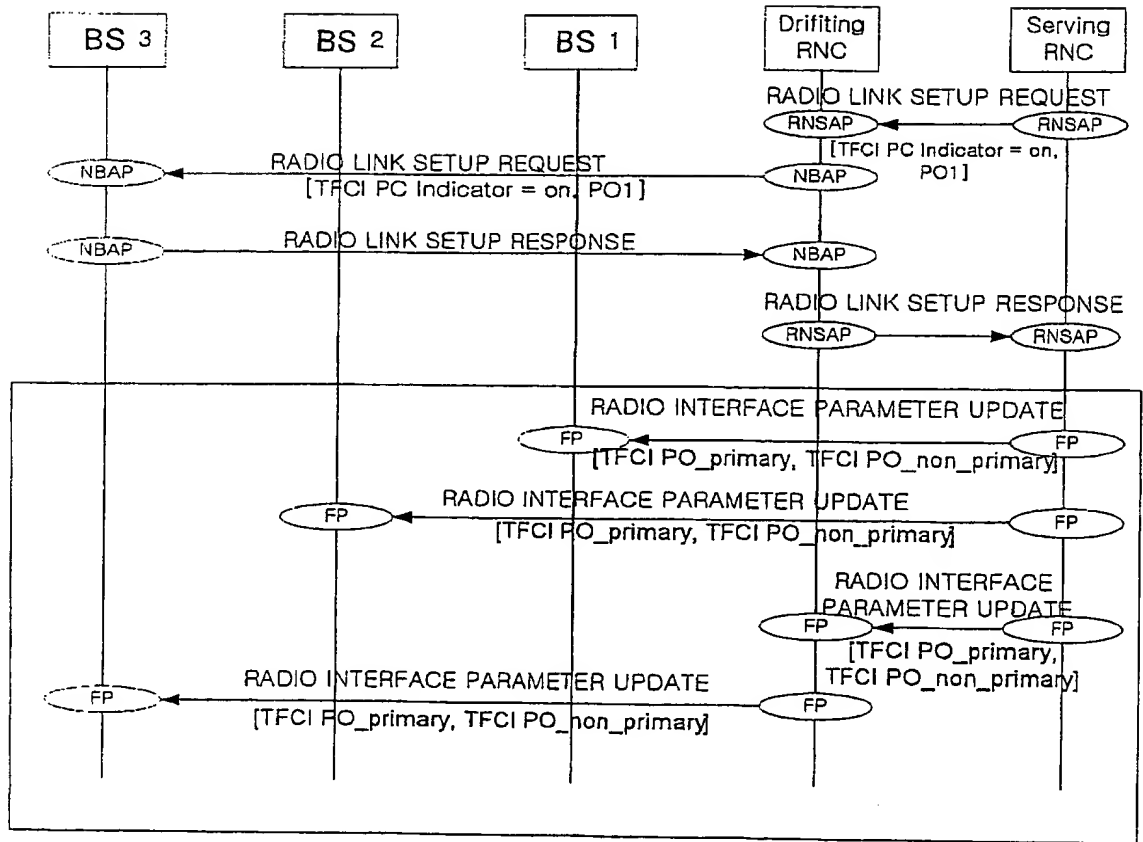 BS 3
BS 2
BS 1
Drifiting
RNC
Serving
RNC
RADIO LINK SETUP REQUEST
RNSAP
RNSAP
[TFCI PC Indicator = on,
PO1]
RADIO LINK SETUP REQUEST
NBAP
NBAP
[TFCI PC Indicator = on, PO1]
RADIO LINK SETUP RESPONSE
NBAP
NBAP
RADIO LINK SETUP RESPONSE
RNSAP
RNSAP
RADIO INTERFACE PARAMETER UPDATE
FP
FP
[TFCI PO_primary, TFCI PO_non_primary]
RADIO INTERFACE PARAMETER UPDATE
FP
FP
[TFCI PO_primary, TFCI PO_non_primary]
RADIO INTERFACE
PARAMETER UPDATE
FP
FP
[TFCI PO_primary,
TFCI PO_non_primary]
RADIO INTERFACE PARAMETER UPDATE
FP
FP
[TFCI PO_primary, TFCI PO_non_primary]